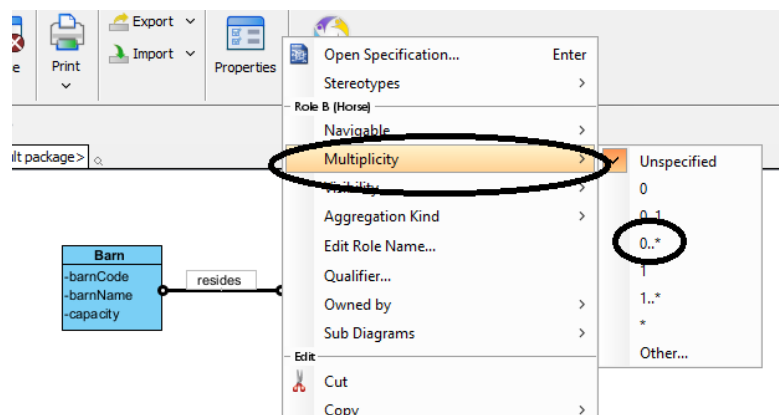 Export
Import
e
Print
Properties
ult package>
Open Specification... Enter
Stereotypes
Role B (Horse)
Navigable
Multiplicity
Visibility
Aggregation Kind
Edit Role Name...
Qualifier...
Owned by
Sub Diagrams
Edit
Cut
Copy
Unspecified
0
0..1
0..*
1
1..*
*
Other...
Barn
-barnCode
-barnName
-capacity
resides